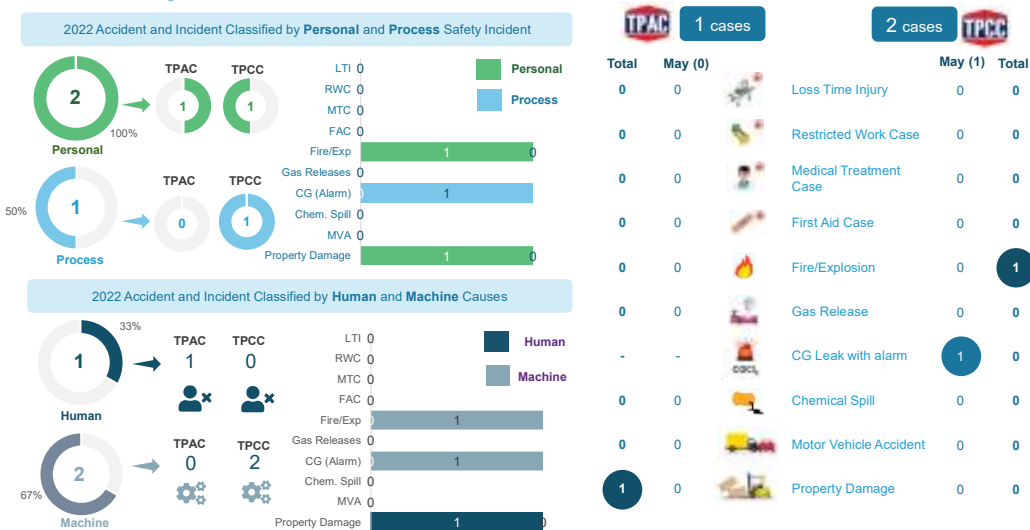 2022 Accident and Incident Classified by Personal and Process Safety Incident
2
100%
Personal
TPAC TPCC
1 1
50%
1
Process
TPAC TPCC
0 1
LTI 0
RWC 0
MTC 0
FAC 0
Fire/Exp 1 0
Gas Releases 0
CG (Alarm) 0 1
Chem. Spill 0
MVA 0
Property Damage 1 0
Personal
Process
2022 Accident and Incident Classified by Human and Machine Causes
33%
1
Human
TPAC TPCC
1 0
2
67%
Machine
TPAC TPCC
0 2
LTI 0
RWC 0
MTC 0
FAC 0
Fire/Exp 0 1
Gas Releases 0
CG (Alarm) 0 1
Chem. Spill 0
MVA 0
Property Damage 1 0
Human
Machine
TPAC 1 cases 2 cases TPCC
Total May (0) May (1) Total
0 0 Loss Time Injury 0 0
0 0 Restricted Work Case 0 0
0 0 Medical Treatment
Case 0 0
0 0 First Aid Case 0 0
0 0 Fire/Explosion 0 1
0 0 Gas Release 0 0
- - COCL₂ CG Leak with alarm 1 0
0 0 Chemical Spill 0 0
0 0 Motor Vehicle Accident 0 0
1 0 Property Damage 0 0